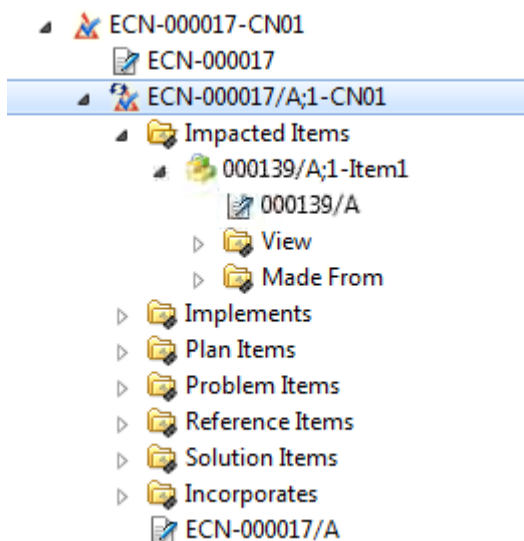 ECN-000017-CN01
ECN-000017
ECN-000017/A;1-CN01
Impacted Items
000139/A;1-Item1
000139/A
View
Made From
Implements
Plan Items
Problem Items
Reference Items
Solution Items
Incorporates
ECN-000017/A